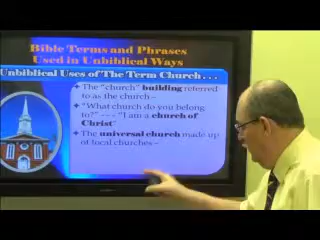 Bible Terms and Phrases
Used in Unbiblical Ways
Unbiblical Uses of The Term Church . . .
The "church" building referred
to as the church –
"What church do you belong
to?" - - - "I am a church of
Christ"
The universal church made up
of local churches –